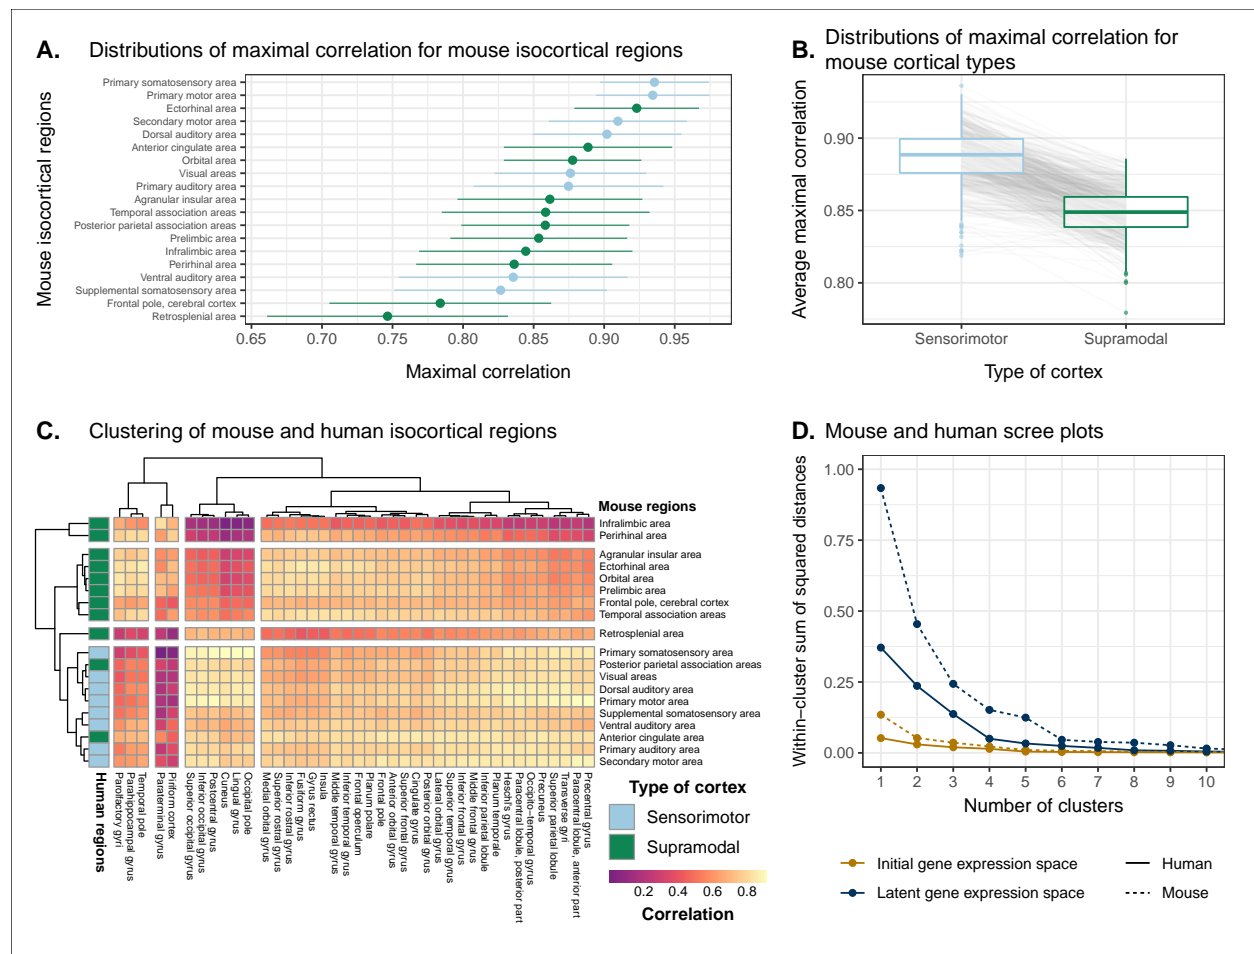 A. Distributions of maximal correlation for mouse isocortical regions
Mouse isocortical regions
Primary somatosensory area
Primary motor area
Ectorhinal area
Secondary motor area
Dorsal auditory area
Anterior cingulate area
Orbital area
Visual areas
Primary auditory area
Agranular insular area
Temporal association areas
Posterior parietal association areas
Prelimbic area
Infralimbic area
Perirhinal area
Ventral auditory area
Supplemental somatosensory area
Frontal pole, cerebral cortex
Retrosplenial area
0.65 0.70 0.75 0.80 0.85 0.90 0.95
Maximal correlation
B. Distributions of maximal correlation for
mouse cortical types
Average maximal correlation
0.90
0.85
0.80
Sensorimotor Supramodal
Type of cortex
C. Clustering of mouse and human isocortical regions
Mouse regions
Infralimbic area
Perirhinal area
Agranular insular area
Ectorhinal area
Orbital area
Prelimbic area
Frontal pole, cerebral cortex
Temporal association areas
Retrosplenial area
Primary somatosensory area
Posterior parietal association areas
Visual areas
Dorsal auditory area
Primary motor area
Supplemental somatosensory area
Ventral auditory area
Anterior cingulate area
Primary auditory area
Secondary motor area
Human regions
Parolfactory gyri
Parahippocampal gyrus
Temporal pole
Paraterminal gyrus
Piriform cortex
Superior occipital gyrus
Inferior occipital gyrus
Postcentral gyrus
Cuneus
Lingual gyrus
Occipital pole
Medial orbital gyrus
Superior rostral gyrus
Inferior rostral gyrus
Fusiform gyrus
Gyrus rectus
Insula
Middle temporal gyrus
Inferior temporal gyrus
Frontal operculum
Planum polare
Frontal pole
Anterior orbital gyrus
Superior frontal gyrus
Cingulate gyrus
Posterior orbital gyrus
Lateral orbital gyrus
Superior temporal gyrus
Inferior frontal gyrus
Middle frontal gyrus
Inferior parietal lobule
Planum temporale
Heschl's gyrus
Paracentral lobule, posterior part
Occipito−temporal gyrus
Precuneus
Superior parietal lobule
Transverse gyri
Paracentral lobule, anterior part
Precentral gyrus
Type of cortex
Sensorimotor
Supramodal
0.2 0.4 0.6 0.8
Correlation
D. Mouse and human scree plots
Within−cluster sum of squared distances
1.00
0.75
0.50
0.25
0.00
1 2 3 4 5 6 7 8 9 10
Number of clusters
Initial gene expression space
Latent gene expression space
Human
Mouse